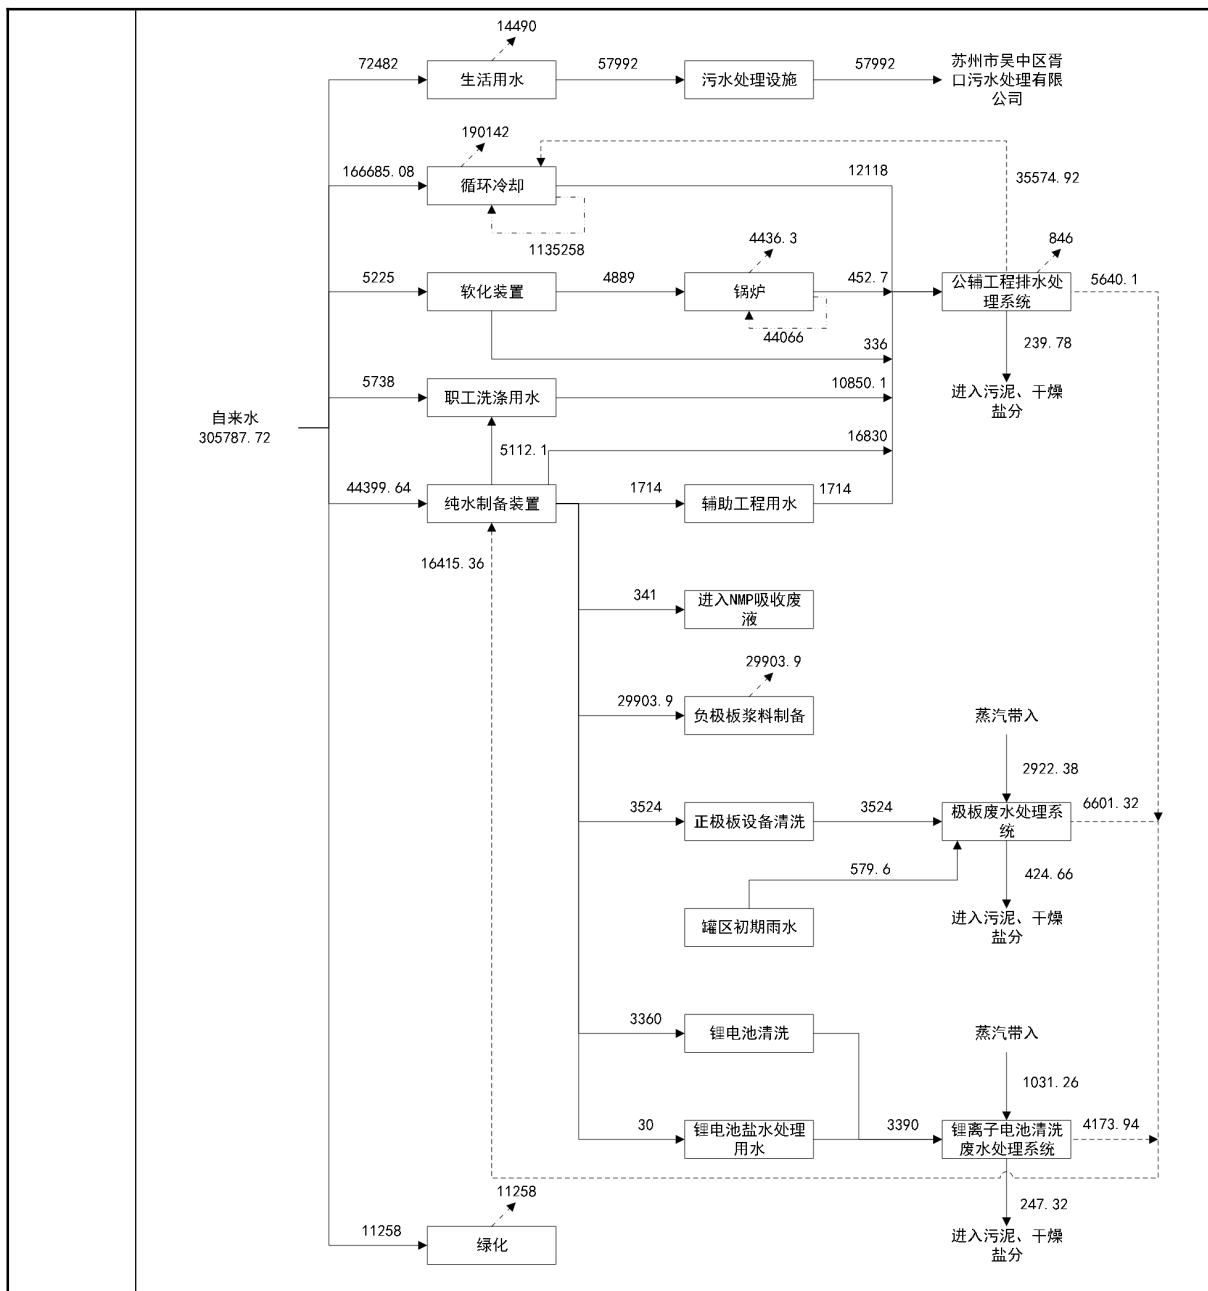 14490
72482
生活用水
57992
污水处理设施
57992
苏州市吴中区胥
口污水处理有限
公司
190142
166685.08
循环冷却
12118
35574.92
1135258
4436.3
846
5225
软化装置
4889
锅炉
452.7
公辅工程排水处
理系统
5640.1
44066
336
239.78
5738
职工洗涤用水
10850.1
进入污泥、干燥
盐分
自来水
305787.72
5112.1
16830
44399.64
纯水制备装置
1714
辅助工程用水
1714
16415.36
341
进入NMP吸收废
液
29903.9
29903.9
负极板浆料制备
蒸汽带入
2922.38
3524
正极板设备清洗
3524
极板废水处理系
统
6601.32
579.6
424.66
罐区初期雨水
进入污泥、干燥
盐分
3360
锂电池清洗
蒸汽带入
1031.26
30
锂电池盐水处理
用水
3390
锂离子电池清洗
废水处理系统
4173.94
11258
247.32
11258
绿化
进入污泥、干燥
盐分